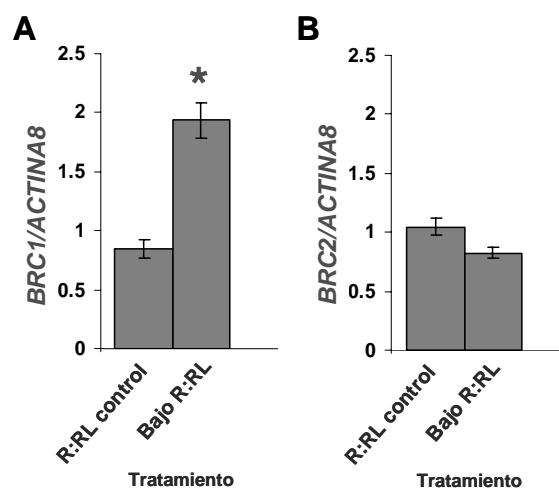 A
2.5
2
1.5
1
0.5
0
BRC1/ACTINA8
*
R:RL control
Bajo R:RL
Tratamiento
B
2.5
2
1.5
1
0.5
0
BRC2/ACTINA8
R:RL control
Bajo R:RL
Tratamiento